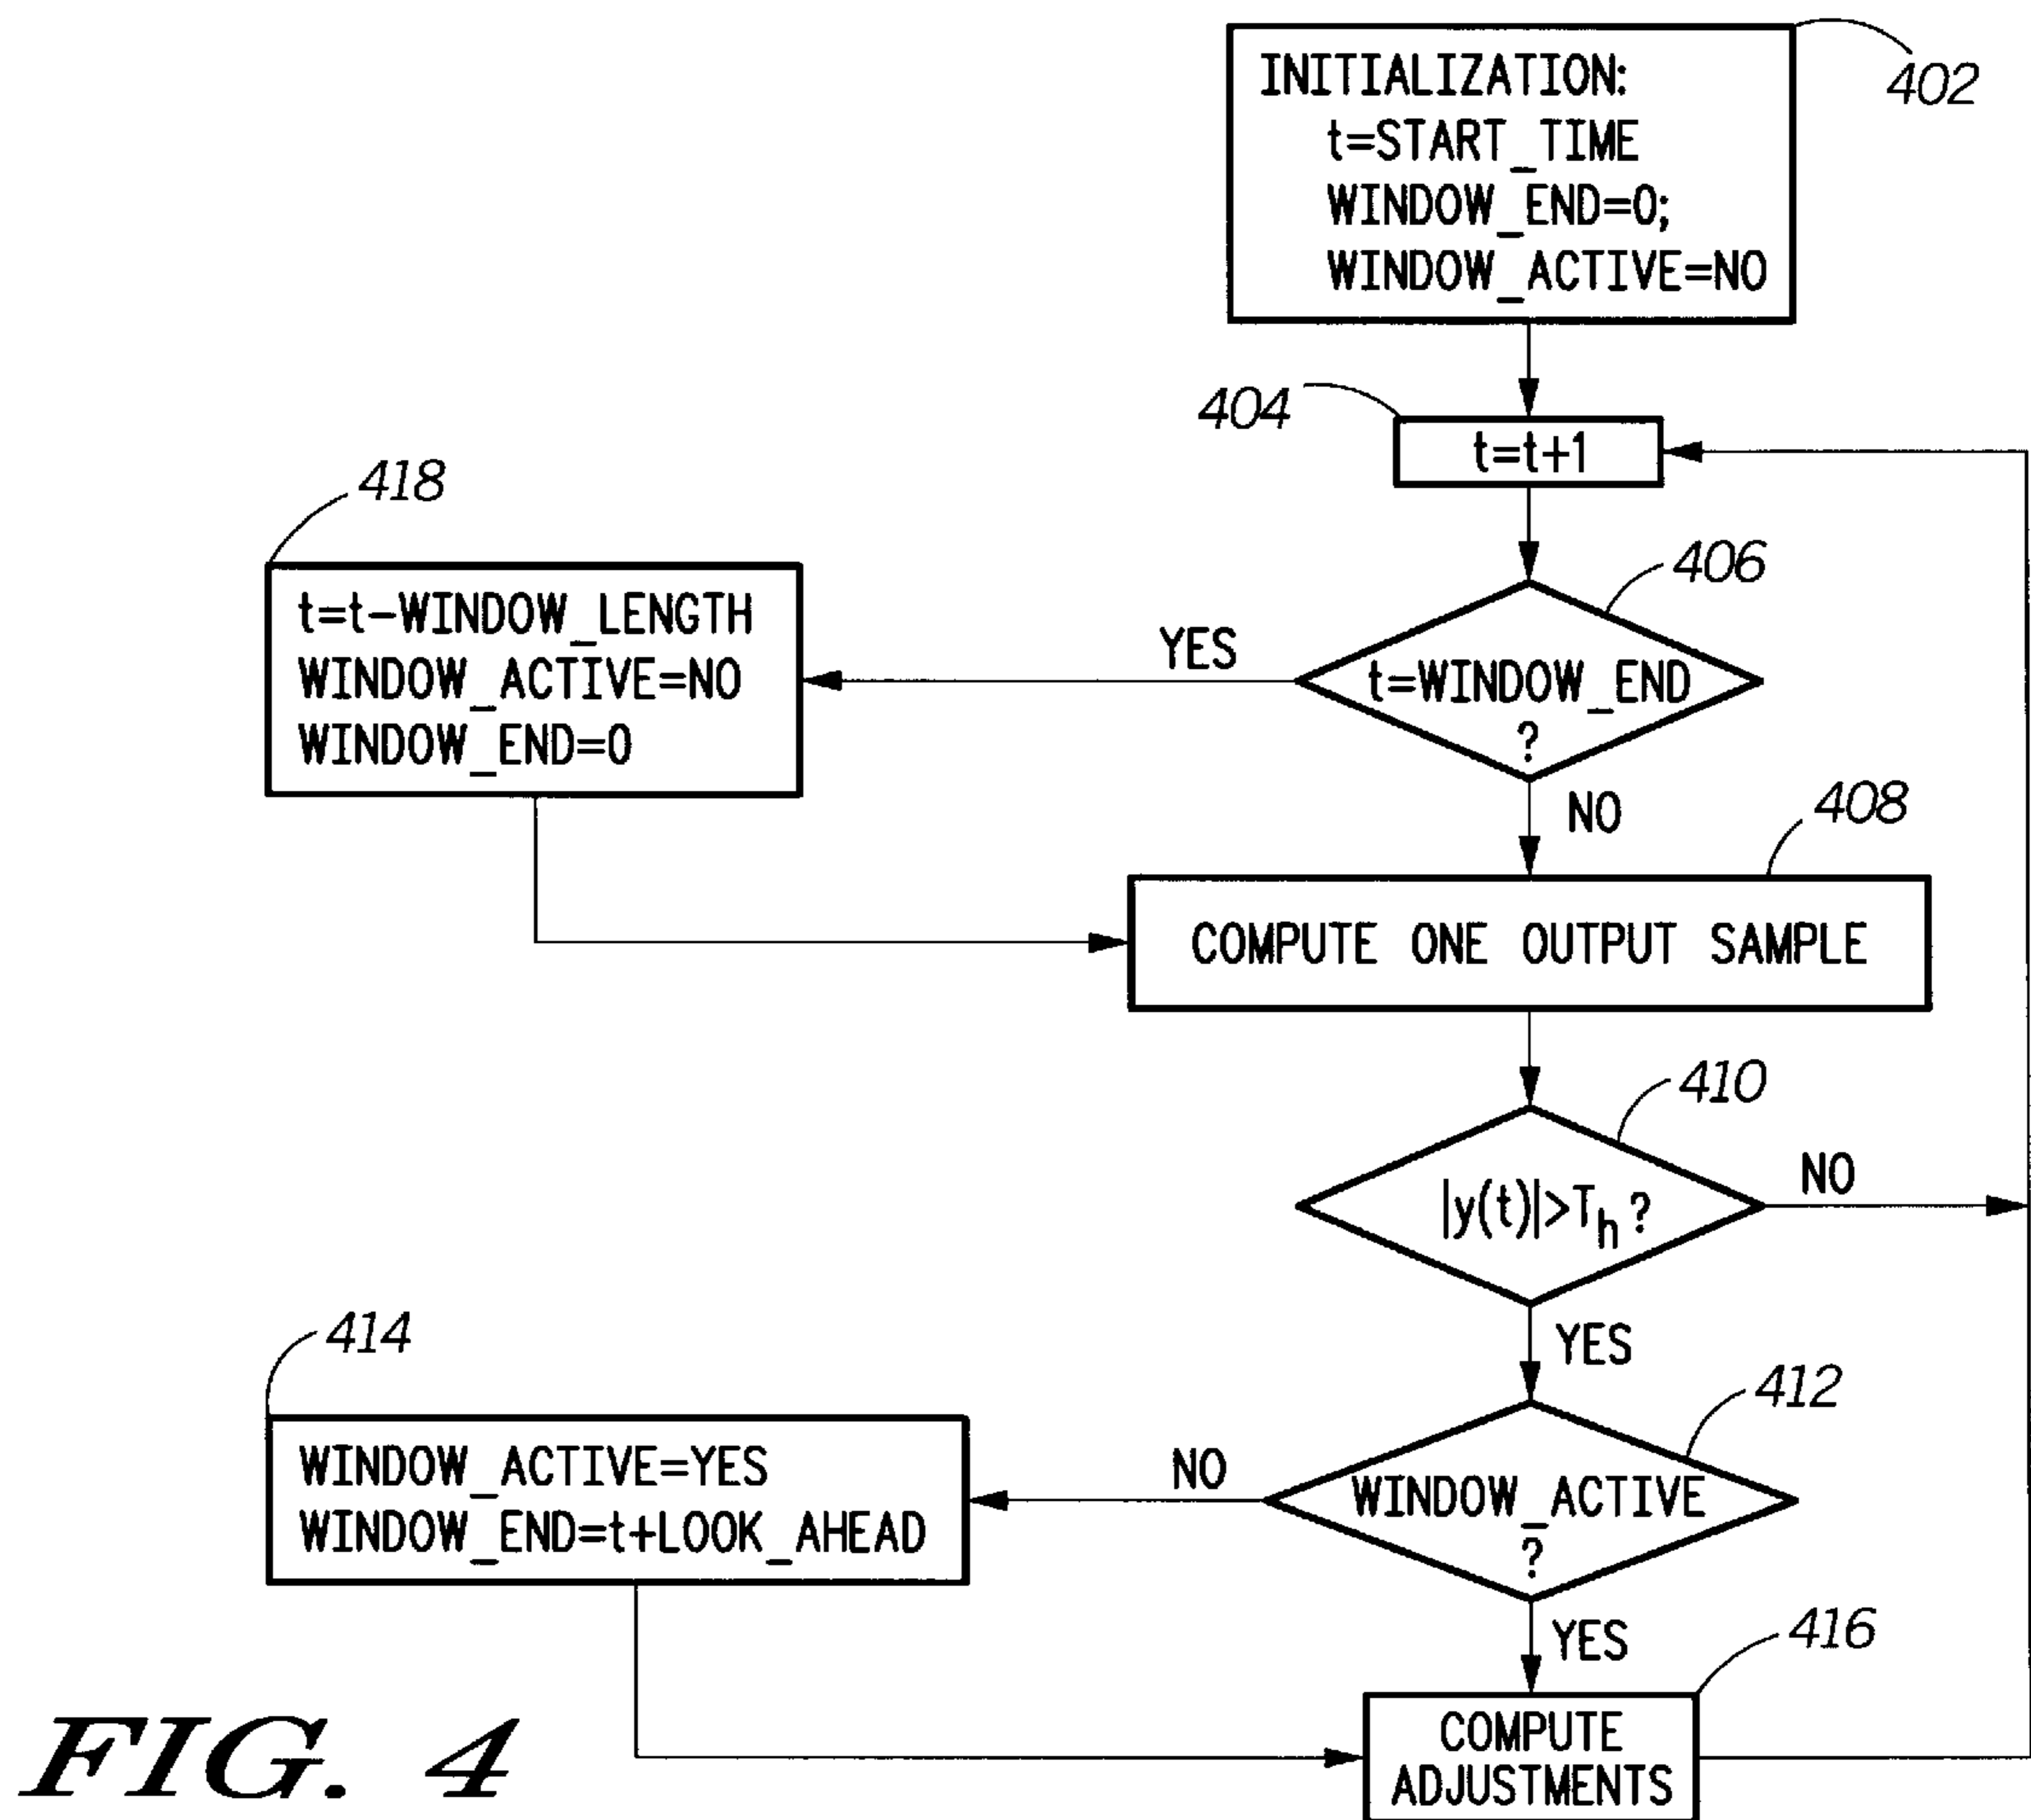 INITIALIZATION:
t=START_TIME
WINDOW_END=0;
WINDOW_ACTIVE=NO
402
404
t=t+1
418
t=t-WINDOW_LENGTH
WINDOW_ACTIVE=NO
WINDOW_END=0
406
YES
t=WINDOW_END
?
NO
408
COMPUTE ONE OUTPUT SAMPLE
410
|y(t)|>Th?
NO
YES
414
WINDOW_ACTIVE=YES
WINDOW_END=t+LOOK_AHEAD
412
NO
WINDOW_ACTIVE
?
YES
416
COMPUTE
ADJUSTMENTS
FIG. 4